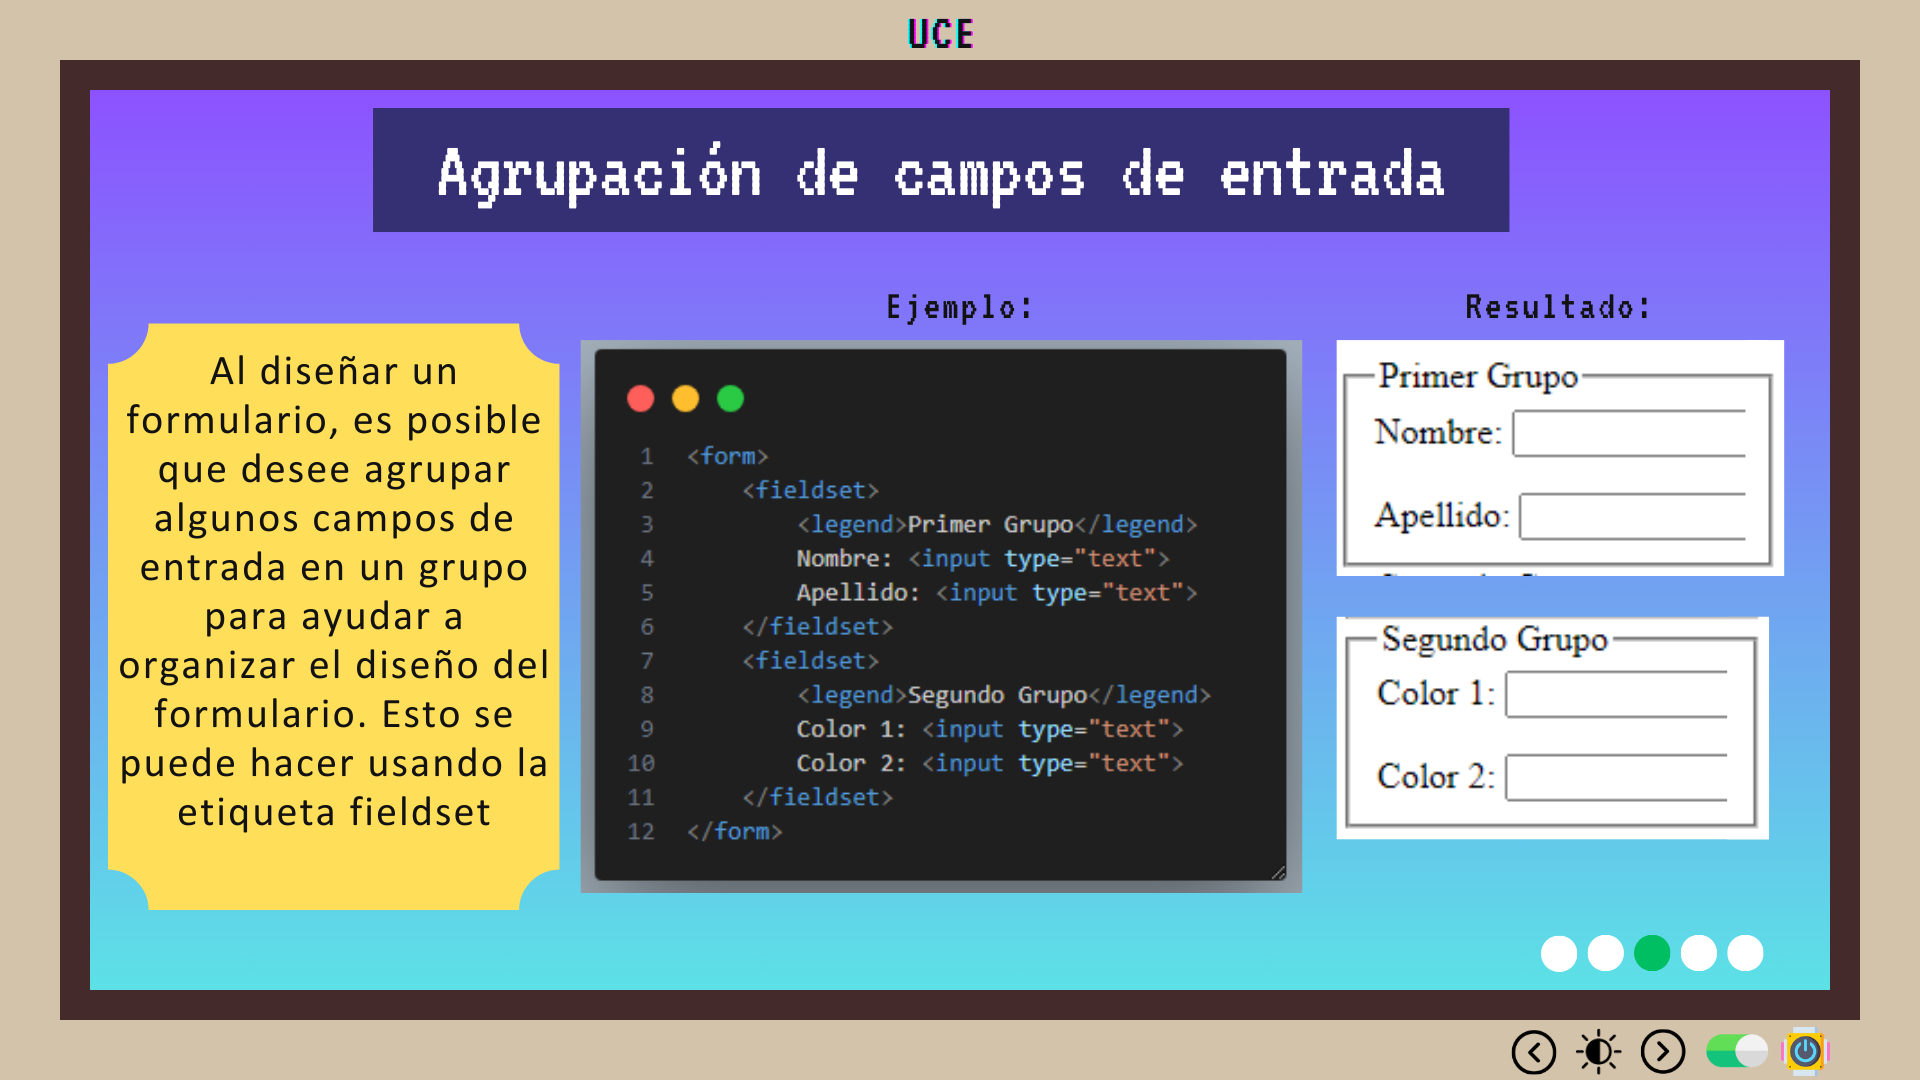 UCE
Agrupación de campos de entrada
Al diseñar un
formulario, es posible
que desee agrupar
algunos campos de
entrada en un grupo
para ayudar a
organizar el diseño del
formulario. Esto se
puede hacer usando la
etiqueta fieldset
Ejemplo:
1 <form>
2 <fieldset>
3 <legend>Primer Grupo</legend>
4 Nombre: <input type="text">
5 Apellido: <input type="text">
6 </fieldset>
7 <fieldset>
8 <legend>Segundo Grupo</legend>
9 Color 1: <input type="text">
10 Color 2: <input type="text">
11 </fieldset>
12 </form>
Resultado:
Primer Grupo
Nombre:
Apellido:
Segundo Grupo
Color 1:
Color 2: